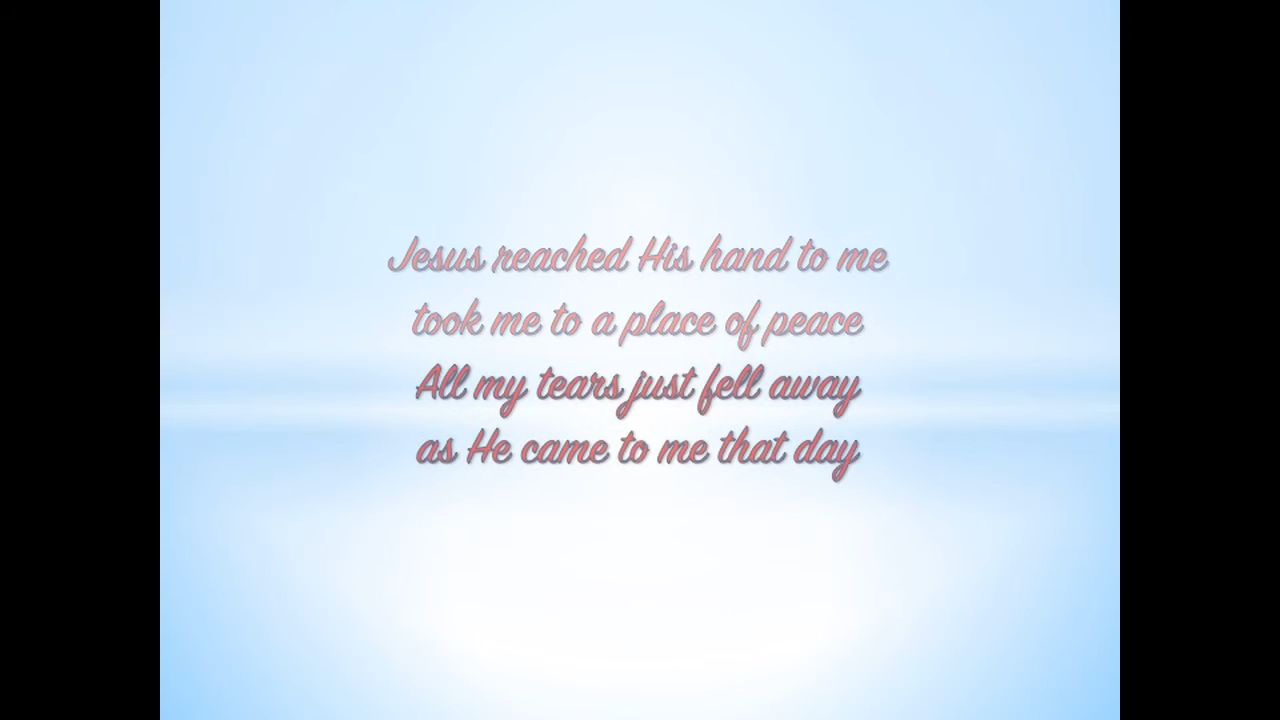 Jesus reached His hand to me
took me to a place of peace
All my tears just fell away
as He came to me that day